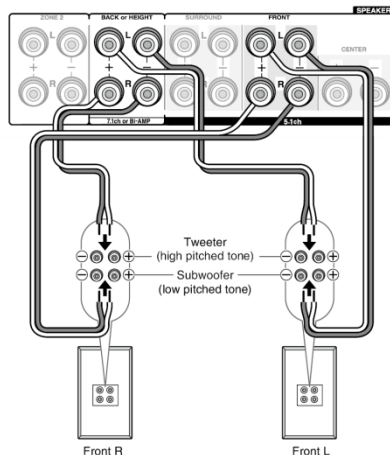 SPEAKER
ZONE 2
BACK or HEIGHT
SURROUND
FRONT
L
L
L
L
CENTER
+
−
+
−
+
−
+
−
R
R
R
R
7.1ch or Bi-AMP
5.1ch
Tweeter
(high pitched tone)
Subwoofer
(low pitched tone)
− +
− +
− +
− +
Front R
Front L